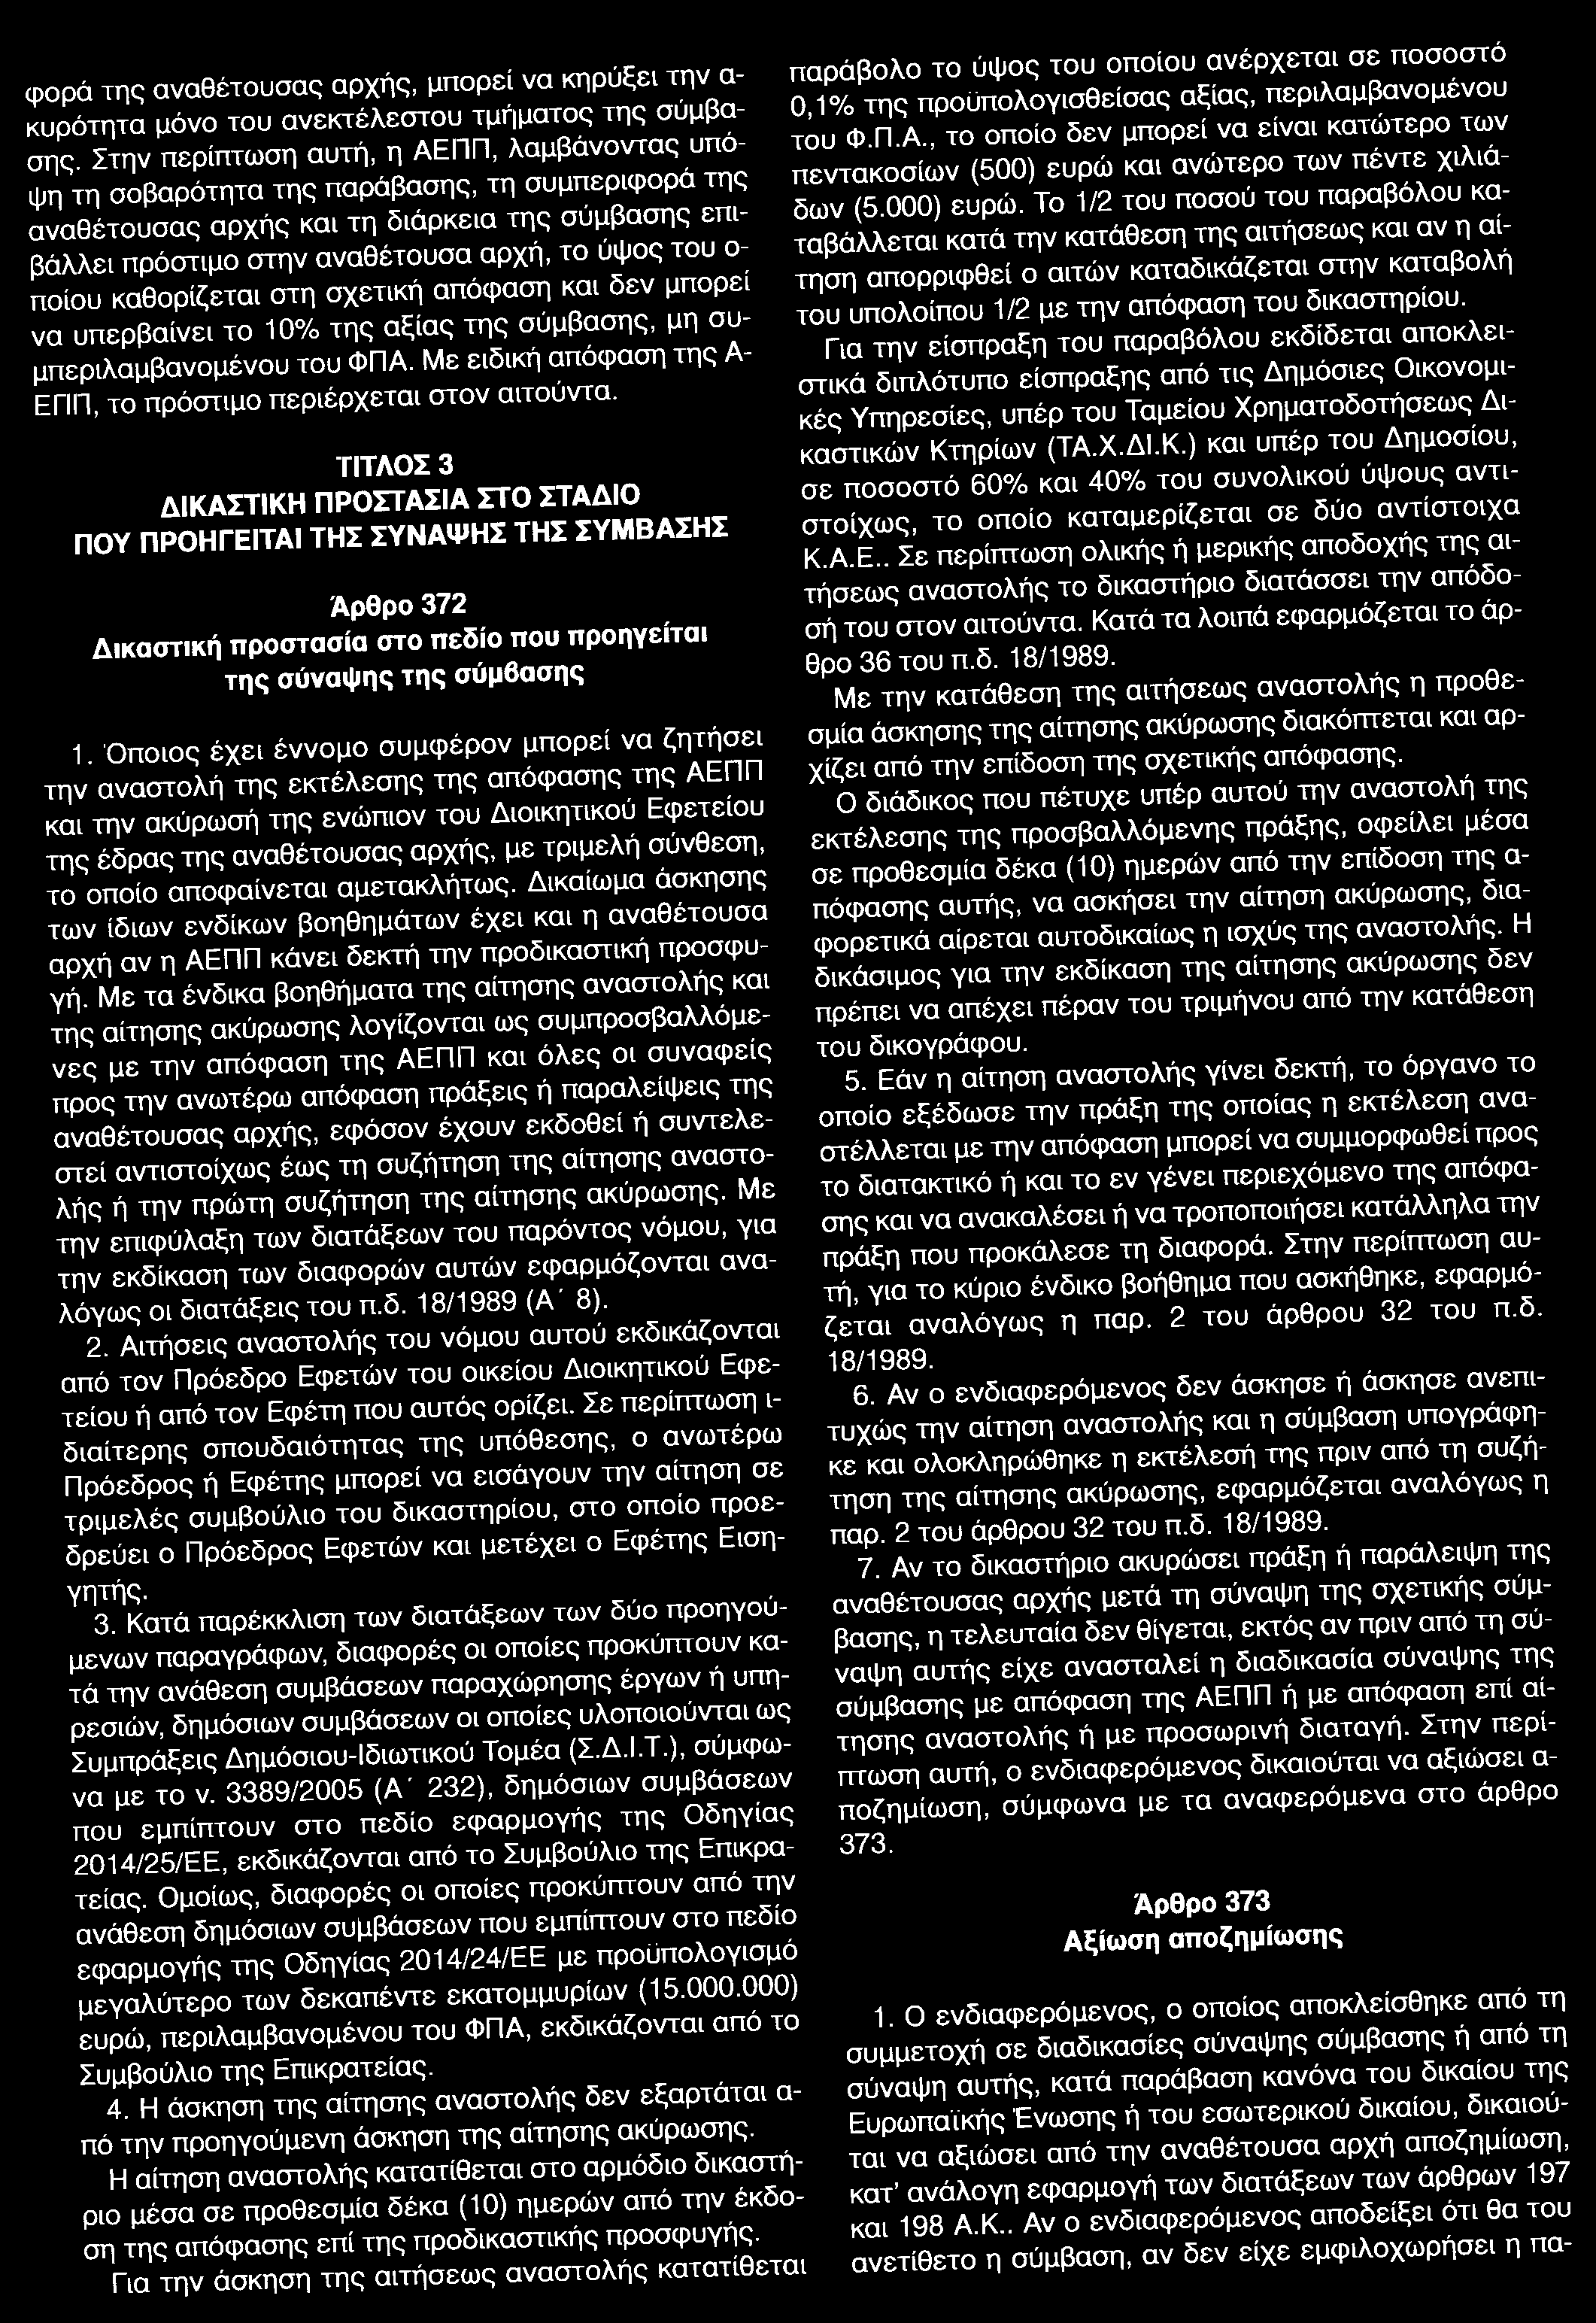 φορά της αναθέτουσας αρχής, μπορεί να κηρύξει την α-
κυρότητα μόνο του ανεκτέλεστου τμήματος της σύμβα-
σης. Στην περίπτωση αυτή, η ΑΕΠΠ, λαμβάνοντας υπό-
ψη τη σοβαρότητα της παράβασης, τη συμπεριφορά της
αναθέτουσας αρχής και τη διάρκεια της σύμβασης επι-
βάλλει πρόστιμο στην αναθέτουσα αρχή, το ύψος του ο-
ποίου καθορίζεται στη σχετική απόφαση και δεν μπορεί
να υπερβαίνει το 10% της αξίας της σύμβασης, μη συ-
μπεριλαμβανομένου του ΦΠΑ. Με ειδική απόφαση της Α-
ΕΠΠ, το πρόστιμο περιέρχεται στον αιτούντα.
ΤΙΤΛΟΣ 3
ΔΙΚΑΣΤΙΚΗ ΠΡΟΣΤΑΣΙΑ ΣΤΟ ΣΤΑΔΙΟ
ΠΟΥ ΠΡΟΗΓΕΙΤΑΙ ΤΗΣ ΣΥΝΑΨΗΣ ΤΗΣ ΣΥΜΒΑΣΗΣ
Άρθρο 372
Δικαστική προστασία στο πεδίο που προηγείται
της σύναψης της σύμβασης
1. Όποιος έχει έννομο συμφέρον μπορεί να ζητήσει
την αναστολή της εκτέλεσης της απόφασης της ΑΕΠΠ
και την ακύρωσή της ενώπιον του Διοικητικού Εφετείου
της έδρας της αναθέτουσας αρχής, με τριμελή σύνθεση,
το οποίο αποφαίνεται αμετακλήτως. Δικαίωμα άσκησης
των ίδιων ενδίκων βοηθημάτων έχει και η αναθέτουσα
αρχή αν η ΑΕΠΠ κάνει δεκτή την προδικαστική προσφυ-
γή. Με τα ένδικα βοηθήματα της αίτησης αναστολής και
της αίτησης ακύρωσης λογίζονται ως συμπροσβαλλόμε-
νες με την απόφαση της ΑΕΠΠ και όλες οι συναφείς
προς την ανωτέρω απόφαση πράξεις ή παραλείψεις της
αναθέτουσας αρχής, εφόσον έχουν εκδοθεί ή συντελε-
στεί αντιστοίχως έως τη συζήτηση της αίτησης αναστο-
λής ή την πρώτη συζήτηση της αίτησης ακύρωσης. Με
την επιφύλαξη των διατάξεων του παρόντος νόμου, για
την εκδίκαση των διαφορών αυτών εφαρμόζονται ανα-
λόγως οι διατάξεις του π.δ. 18/1989 (Α΄ 8).
2. Αιτήσεις αναστολής του νόμου αυτού εκδικάζονται
από τον Πρόεδρο Εφετών του οικείου Διοικητικού Εφε-
τείου ή από τον Εφέτη που αυτός ορίζει. Σε περίπτωση ι-
διαίτερης σπουδαιότητας της υπόθεσης, ο ανωτέρω
Πρόεδρος ή Εφέτης μπορεί να εισάγουν την αίτηση σε
τριμελές συμβούλιο του δικαστηρίου, στο οποίο προε-
δρεύει ο Πρόεδρος Εφετών και μετέχει ο Εφέτης Ειση-
γητής.
3. Κατά παρέκκλιση των διατάξεων των δύο προηγού-
μενων παραγράφων, διαφορές οι οποίες προκύπτουν κα-
τά την ανάθεση συμβάσεων παραχώρησης έργων ή υπη-
ρεσιών, δημόσιων συμβάσεων οι οποίες υλοποιούνται ως
Συμπράξεις Δημόσιου-Ιδιωτικού Τομέα (Σ.Δ.Ι.Τ.), σύμφω-
να με το ν. 3389/2005 (Α΄ 232), δημόσιων συμβάσεων
που εμπίπτουν στο πεδίο εφαρμογής της Οδηγίας
2014/25/ΕΕ, εκδικάζονται από το Συμβούλιο της Επικρα-
τείας. Ομοίως, διαφορές οι οποίες προκύπτουν από την
ανάθεση δημόσιων συμβάσεων που εμπίπτουν στο πεδίο
εφαρμογής της Οδηγίας 2014/24/ΕΕ με προϋπολογισμό
μεγαλύτερο των δεκαπέντε εκατομμυρίων (15.000.000)
ευρώ, περιλαμβανομένου του ΦΠΑ, εκδικάζονται από το
Συμβούλιο της Επικρατείας.
4. Η άσκηση της αίτησης αναστολής δεν εξαρτάται α-
πό την προηγούμενη άσκηση της αίτησης ακύρωσης.
Η αίτηση αναστολής κατατίθεται στο αρμόδιο δικαστή-
ριο μέσα σε προθεσμία δέκα (10) ημερών από την έκδο-
ση της απόφασης επί της προδικαστικής προσφυγής.
Για την άσκηση της αιτήσεως αναστολής κατατίθεται
παράβολο το ύψος του οποίου ανέρχεται σε ποσοστό
0,1% της προϋπολογισθείσας αξίας, περιλαμβανομένου
του Φ.Π.Α., το οποίο δεν μπορεί να είναι κατώτερο των
πεντακοσίων (500) ευρώ και ανώτερο των πέντε χιλιά-
δων (5.000) ευρώ. Το 1/2 του ποσού του παραβόλου κα-
ταβάλλεται κατά την κατάθεση της αιτήσεως και αν η αί-
τηση απορριφθεί ο αιτών καταδικάζεται στην καταβολή
του υπολοίπου 1/2 με την απόφαση του δικαστηρίου.
Για την είσπραξη του παραβόλου εκδίδεται αποκλει-
στικά διπλότυπο είσπραξης από τις Δημόσιες Οικονομι-
κές Υπηρεσίες, υπέρ του Ταμείου Χρηματοδοτήσεως Δι-
καστικών Κτηρίων (ΤΑ.Χ.ΔΙ.Κ.) και υπέρ του Δημοσίου,
σε ποσοστό 60% και 40% του συνολικού ύψους αντι-
στοίχως, το οποίο καταμερίζεται σε δύο αντίστοιχα
Κ.Α.Ε.. Σε περίπτωση ολικής ή μερικής αποδοχής της αι-
τήσεως αναστολής το δικαστήριο διατάσσει την απόδο-
σή του στον αιτούντα. Κατά τα λοιπά εφαρμόζεται το άρ-
θρο 36 του π.δ. 18/1989.
Με την κατάθεση της αιτήσεως αναστολής η προθε-
σμία άσκησης της αίτησης ακύρωσης διακόπτεται και αρ-
χίζει από την επίδοση της σχετικής απόφασης.
Ο διάδικος που πέτυχε υπέρ αυτού την αναστολή της
εκτέλεσης της προσβαλλόμενης πράξης, οφείλει μέσα
σε προθεσμία δέκα (10) ημερών από την επίδοση της α-
πόφασης αυτής, να ασκήσει την αίτηση ακύρωσης, δια-
φορετικά αίρεται αυτοδικαίως η ισχύς της αναστολής. Η
δικάσιμος για την εκδίκαση της αίτησης ακύρωσης δεν
πρέπει να απέχει πέραν του τριμήνου από την κατάθεση
του δικογράφου.
5. Εάν η αίτηση αναστολής γίνει δεκτή, το όργανο το
οποίο εξέδωσε την πράξη της οποίας η εκτέλεση ανα-
στέλλεται με την απόφαση μπορεί να συμμορφωθεί προς
το διατακτικό ή και το εν γένει περιεχόμενο της απόφα-
σης και να ανακαλέσει ή να τροποποιήσει κατάλληλα την
πράξη που προκάλεσε τη διαφορά. Στην περίπτωση αυ-
τή, για το κύριο ένδικο βοήθημα που ασκήθηκε, εφαρμό-
ζεται αναλόγως η παρ. 2 του άρθρου 32 του π.δ.
18/1989.
6. Αν ο ενδιαφερόμενος δεν άσκησε ή άσκησε ανεπι-
τυχώς την αίτηση αναστολής και η σύμβαση υπογράφη-
κε και ολοκληρώθηκε η εκτέλεσή της πριν από τη συζή-
τηση της αίτησης ακύρωσης, εφαρμόζεται αναλόγως η
παρ. 2 του άρθρου 32 του π.δ. 18/1989.
7. Αν το δικαστήριο ακυρώσει πράξη ή παράλειψη της
αναθέτουσας αρχής μετά τη σύναψη της σχετικής σύμ-
βασης, η τελευταία δεν θίγεται, εκτός αν πριν από τη σύ-
ναψη αυτής είχε ανασταλεί η διαδικασία σύναψης της
σύμβασης με απόφαση της ΑΕΠΠ ή με απόφαση επί αί-
τησης αναστολής ή με προσωρινή διαταγή. Στην περί-
πτωση αυτή, ο ενδιαφερόμενος δικαιούται να αξιώσει α-
ποζημίωση, σύμφωνα με τα αναφερόμενα στο άρθρο
373.
Άρθρο 373
Αξίωση αποζημίωσης
1. Ο ενδιαφερόμενος, ο οποίος αποκλείσθηκε από τη
συμμετοχή σε διαδικασίες σύναψης σύμβασης ή από τη
σύναψη αυτής, κατά παράβαση κανόνα του δικαίου της
Ευρωπαϊκής Ένωσης ή του εσωτερικού δικαίου, δικαιού-
ται να αξιώσει από την αναθέτουσα αρχή αποζημίωση,
κατ’ ανάλογη εφαρμογή των διατάξεων των άρθρων 197
και 198 Α.Κ.. Αν ο ενδιαφερόμενος αποδείξει ότι θα του
ανετίθετο η σύμβαση, αν δεν είχε εμφιλοχωρήσει η πα-